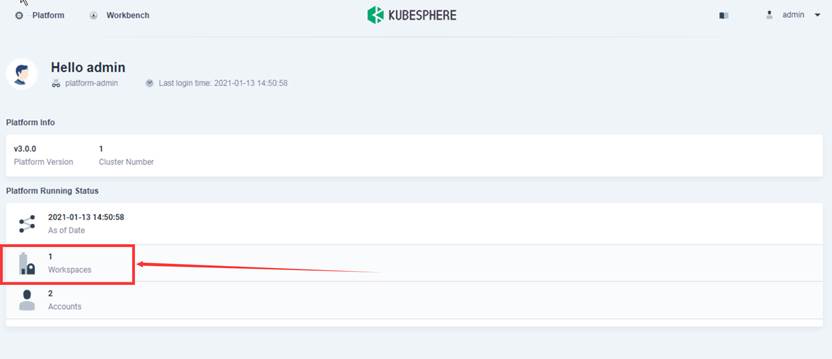 Platform Workbench KUBESPHERE admin
Hello admin
platform-admin Last login time: 2021-01-13 14:50:58
Platform Info
v3.0.0 1
Platform Version Cluster Number
Platform Running Status
2021-01-13 14:50:58
As of Date
1
Workspaces
2
Accounts